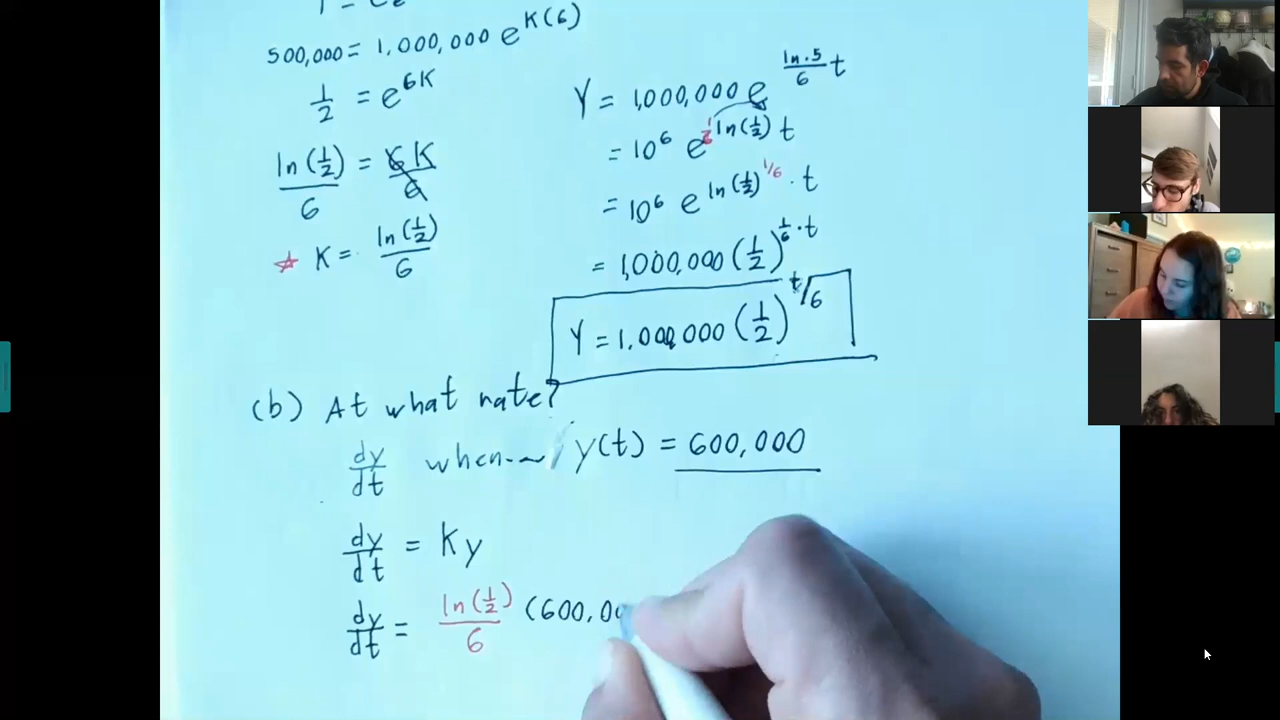 500,000 = 1,000,000 e^K(6)
1/2 = e^6K
ln(1/2)/6 = 6K/6
☆ K = ln(1/2)/6
Y = 1,000,000 e^(ln.5/6)t
= 10^6 e^1/6 ln(1/2) t
= 10^6 e^ln(1/2)^1/6 · t
= 1,000,000 (1/2)^1/6 · t
Y = 1,000,000 (1/2)^t/6
(b) At what rate?
dy/dt when y(t) = 600,000
dy/dt = Ky
dy/dt = ln(1/2)/6 (600,00